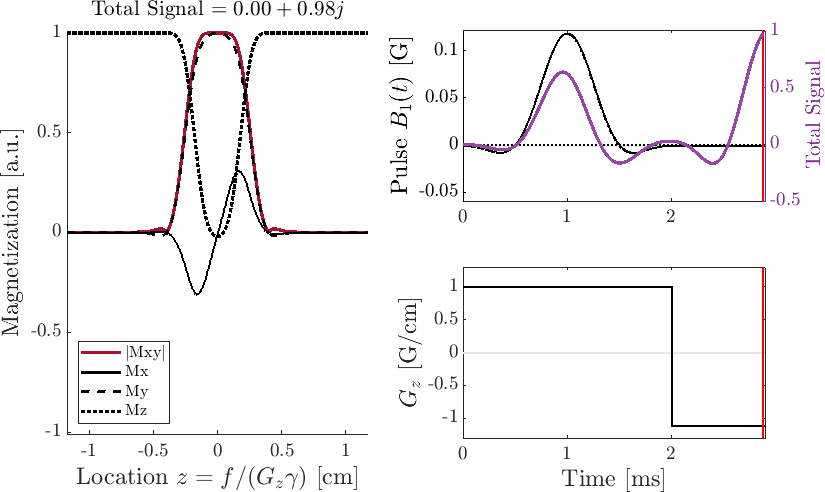 Total Signal = 0.00 + 0.98j
Magnetization [a.u.]
1
0.5
0
-0.5
-1
-1
-0.5
0
0.5
1
Location z = f/(G_zγ) [cm]
|Mxy|
Mx
My
Mz
Pulse B_1(t) [G]
0.1
0.05
0
-0.05
0
1
2
1
0.5
0
-0.5
Total Signal
G_z [G/cm]
1
0.5
0
-0.5
-1
0
1
2
Time [ms]